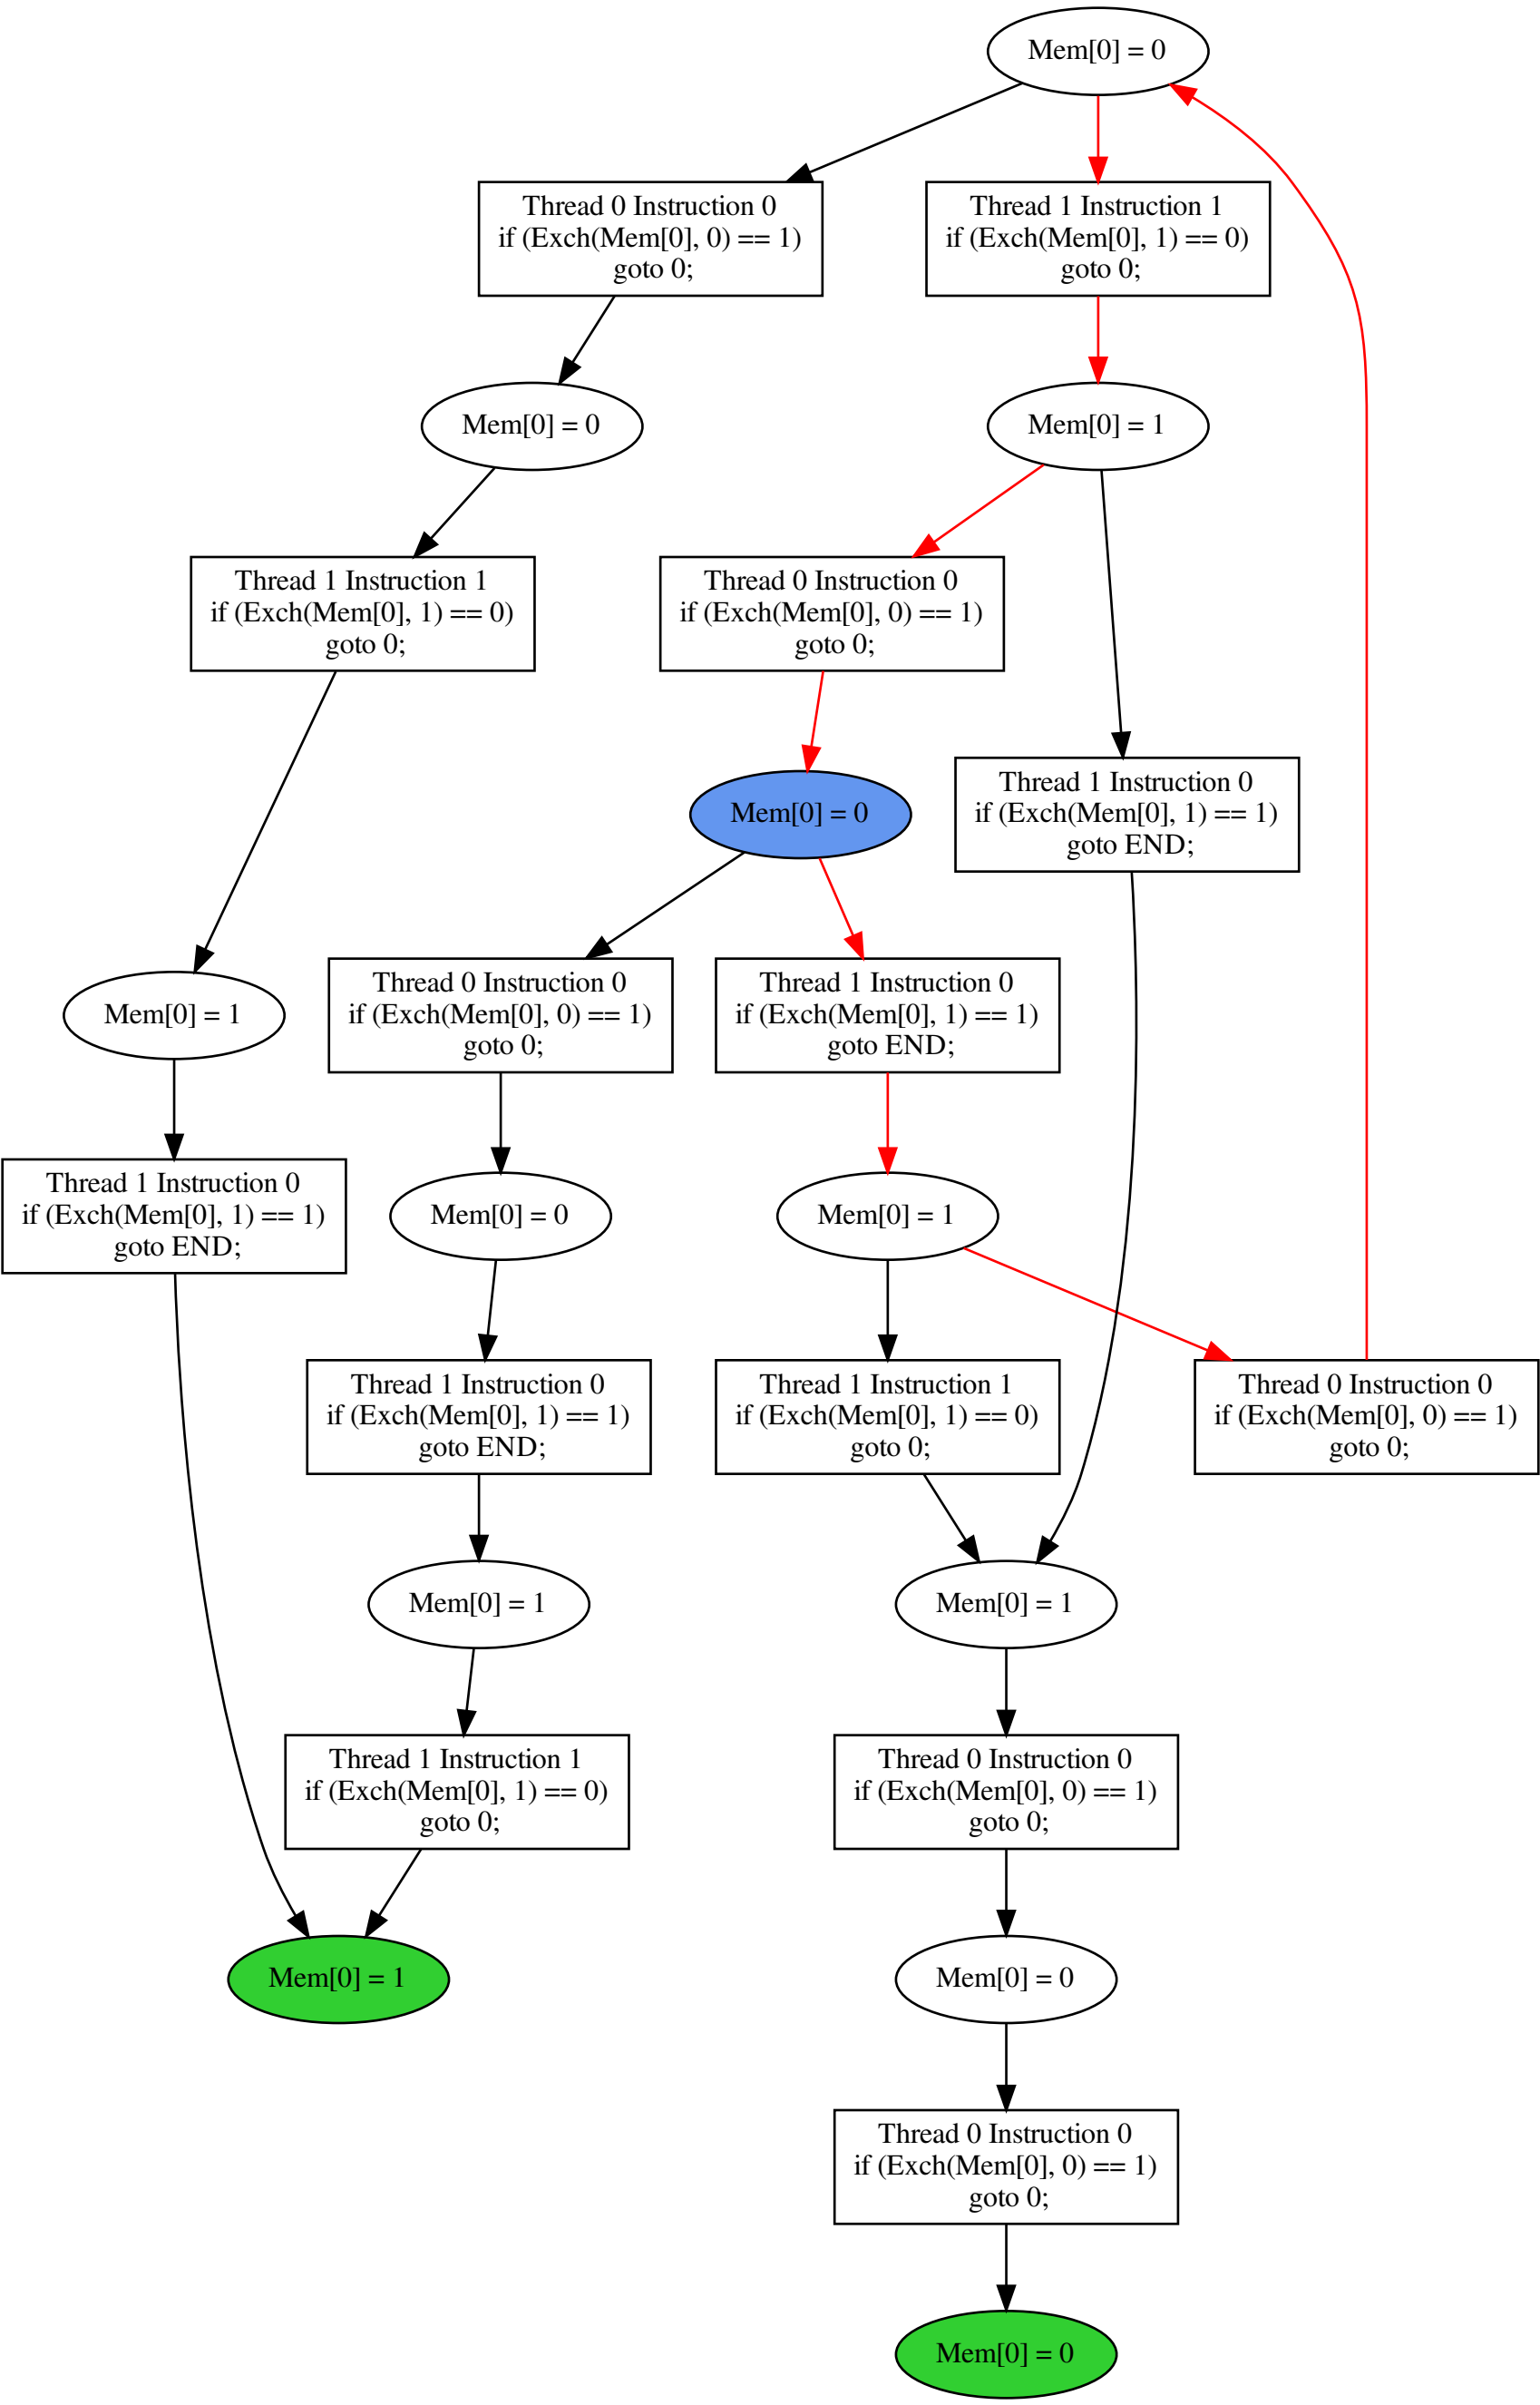 Mem[0] = 0
Thread 0 Instruction 0
if (Exch(Mem[0], 0) == 1)
goto 0;
Thread 1 Instruction 1
if (Exch(Mem[0], 1) == 0)
goto 0;
Mem[0] = 0
Mem[0] = 1
Thread 1 Instruction 1
if (Exch(Mem[0], 1) == 0)
goto 0;
Thread 0 Instruction 0
if (Exch(Mem[0], 0) == 1)
goto 0;
Mem[0] = 0
Thread 1 Instruction 0
if (Exch(Mem[0], 1) == 1)
goto END;
Mem[0] = 1
Thread 0 Instruction 0
if (Exch(Mem[0], 0) == 1)
goto 0;
Thread 1 Instruction 0
if (Exch(Mem[0], 1) == 1)
goto END;
Thread 1 Instruction 0
if (Exch(Mem[0], 1) == 1)
goto END;
Mem[0] = 0
Mem[0] = 1
Thread 1 Instruction 0
if (Exch(Mem[0], 1) == 1)
goto END;
Thread 1 Instruction 1
if (Exch(Mem[0], 1) == 0)
goto 0;
Thread 0 Instruction 0
if (Exch(Mem[0], 0) == 1)
goto 0;
Mem[0] = 1
Mem[0] = 1
Thread 1 Instruction 1
if (Exch(Mem[0], 1) == 0)
goto 0;
Thread 0 Instruction 0
if (Exch(Mem[0], 0) == 1)
goto 0;
Mem[0] = 1
Mem[0] = 0
Thread 0 Instruction 0
if (Exch(Mem[0], 0) == 1)
goto 0;
Mem[0] = 0